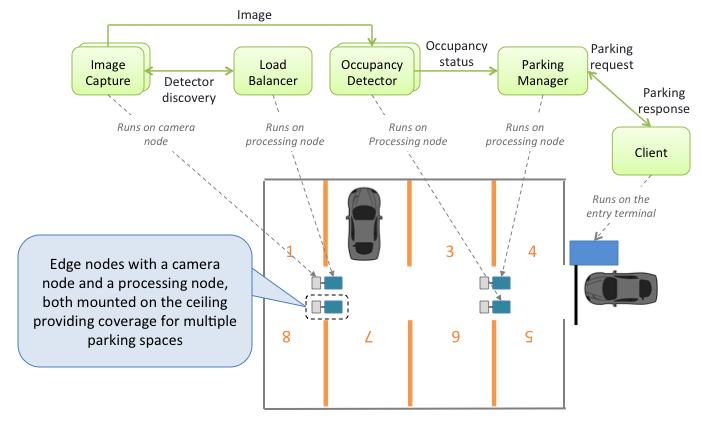 Image
Image
Capture
Load
Balancer
Occupancy
Detector
Parking
Manager
Client
Detector
discovery
Occupancy
status
Parking
request
Parking
response
Runs on camera
node
Runs on
processing node
Runs on
Processing node
Runs on
processing node
Runs on the
entry terminal
1
3
4
Edge nodes with a camera
node and a processing node,
both mounted on the ceiling
providing coverage for multiple
parking spaces
8
7
6
5